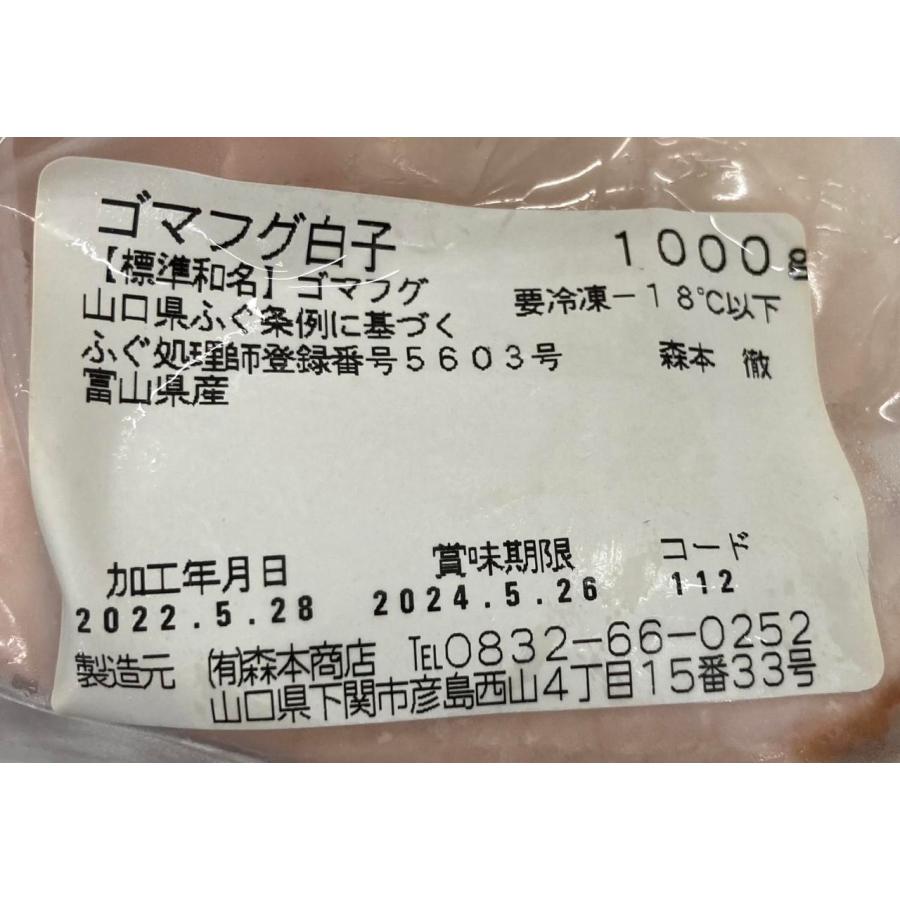 ゴマフグ白子 1000g
【標準和名】ゴマフグ 要冷凍-18℃以下
山口県ふぐ条例に基づく
ふぐ処理師登録番号5603号 森本 徹
富山県産
加工年月日 賞味期限 コード
2022.5.28 2024.5.26 112
製造元 (有)森本商店 TEL0832-66-0252
山口県下関市彦島西山4丁目15番33号